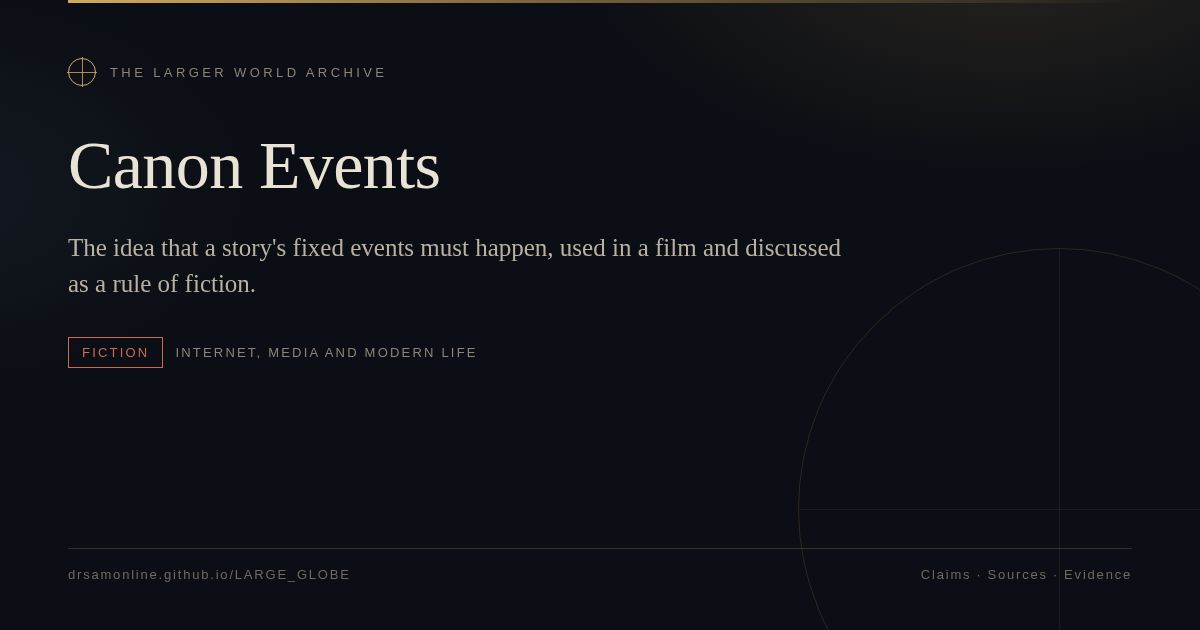 THE LARGER WORLD ARCHIVE
Canon Events
The idea that a story's fixed events must happen, used in a film and discussed
as a rule of fiction.
FICTION INTERNET, MEDIA AND MODERN LIFE
drsamonline.github.io/LARGE_GLOBE Claims · Sources · Evidence